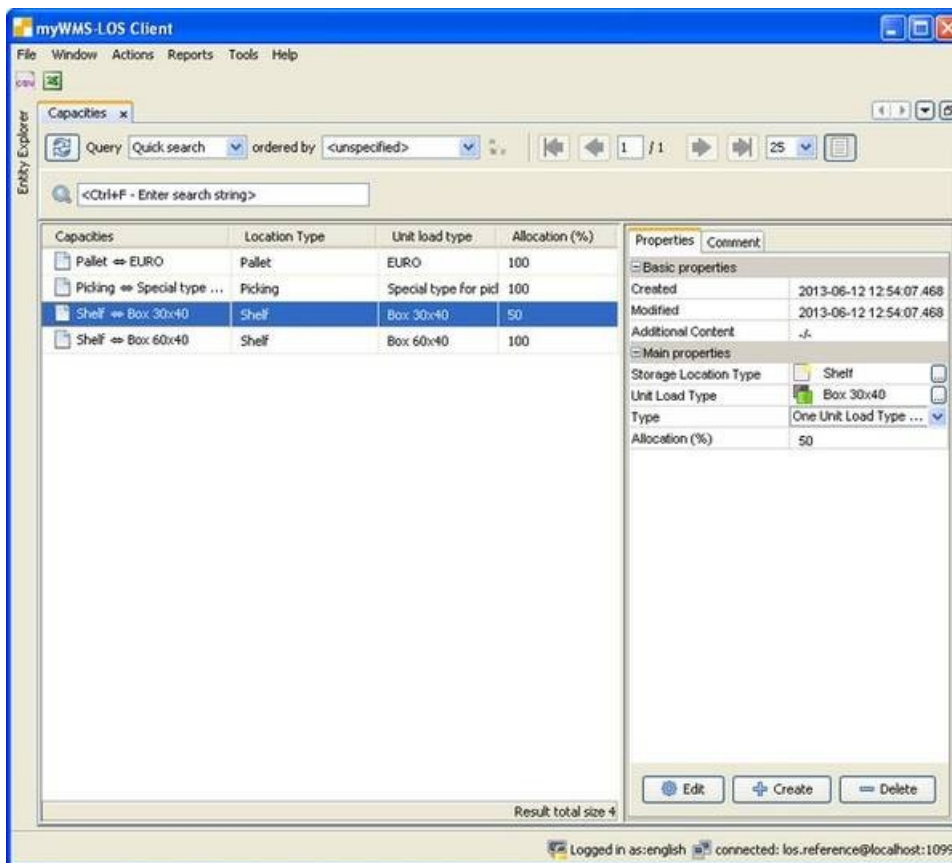 myWMS-LOS Client
File Window Actions Reports Tools Help
CSV
Capacities x
Entity Explorer
Query Quick search ordered by <unspecified> 1 / 1 25
<Ctrl+F - Enter search string>
Capacities Location Type Unit load type Allocation (%)
Pallet ⇔ EURO Pallet EURO 100
Picking ⇔ Special type ... Picking Special type for picl 100
Shelf ⇔ Box 30x40 Shelf Box 30x40 50
Shelf ⇔ Box 60x40 Shelf Box 60x40 100
Result total size 4
Properties Comment
Basic properties
Created 2013-06-12 12:54:07.468
Modified 2013-06-12 12:54:07.468
Additional Content -/-
Main properties
Storage Location Type Shelf ...
Unit Load Type Box 30x40 ...
Type One Unit Load Type ...
Allocation (%) 50
Edit Create Delete
Logged in as:english connected: los.reference@localhost:1099